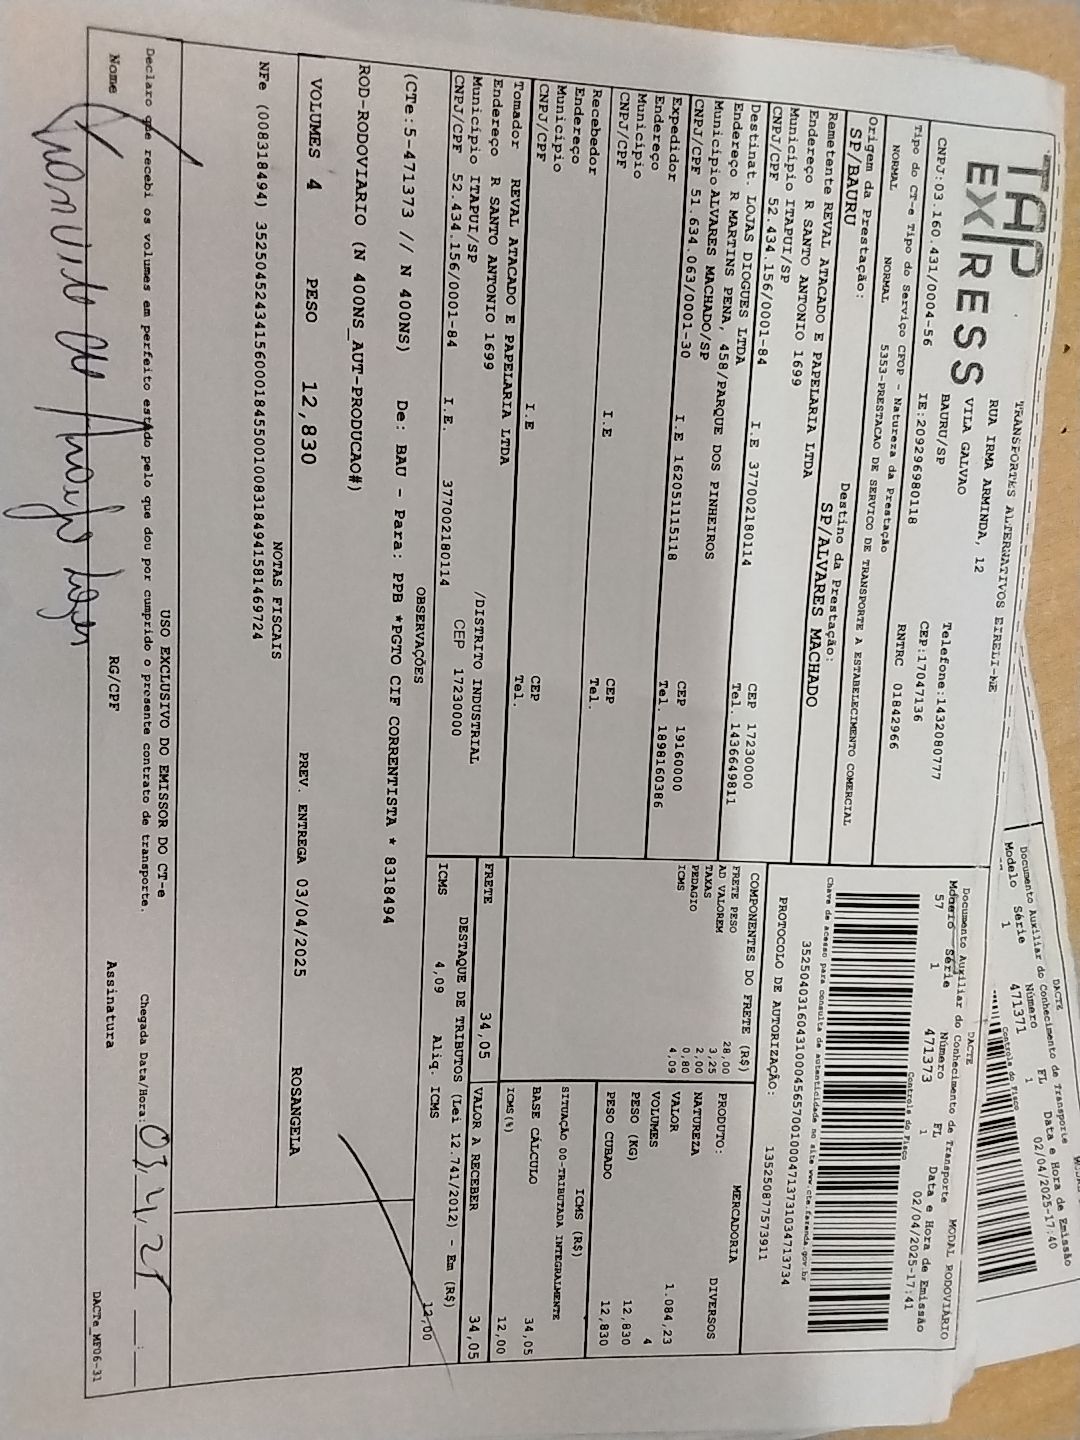 TAP
EXPRESS
TRANSPORTES ALTERNATIVOS EIRELI-ME
RUA IRMA ARMINDA, 12
VILA GALVAO
BAURU/SP
Telefone:1432080777
CEP:17047136
CNPJ:03.160.431/0004-56 IE:209296980118 RNTRC 01842966
Tipo do CT-e Tipo do Serviço CFOP - Natureza da Prestação
NORMAL NORMAL 5353-PRESTACAO DE SERVICO DE TRANSPORTE A ESTABELECIMENTO COMERCIAL
Origem da Prestação: Destino da Prestação:
SP/BAURU SP/ALVARES MACHADO
Remetente REVAL ATACADO E PAPELARIA LTDA
Endereço R SANTO ANTONIO 1699
Município ITAPUI/SP CEP 17230000
CNPJ/CPF 52.434.156/0001-84 I.E 377002180114 Tel. 1436649811
Destinat. LOJAS DIOGUES LTDA
Endereço R MARTINS PENA, 458/PARQUE DOS PINHEIROS
Município ALVARES MACHADO/SP CEP 19160000
CNPJ/CPF 51.634.063/0001-30 I.E 162051115118 Tel. 1898160386
Expedidor
Endereço
Município CEP
CNPJ/CPF I.E Tel.
Recebedor
Endereço
Município CEP
CNPJ/CPF I.E Tel.
Tomador REVAL ATACADO E PAPELARIA LTDA
Endereço R SANTO ANTONIO 1699 /DISTRITO INDUSTRIAL
Município ITAPUI/SP CEP 17230000
CNPJ/CPF 52.434.156/0001-84 I.E. 377002180114
Documento Auxiliar do Conhecimento de Transporte
DACTE
MODAL RODOVIÁRIO
Modelo Série Número FL Data e Hora de Emissão
57 1 471373 1 02/04/2025-17:41
Controle do Fisco
Chave de acesso para consulta de autenticidade no site www.cte.fazenda.gov.br
35250403160431000456570010004713731034713734
PROTOCOLO DE AUTORIZAÇÃO: 135250877573911
COMPONENTES DO FRETE (R$)
FRETE PESO 28,00
AD VALOREM 3,25
TAXAS 2,00
PEDAGIO 0,80
ICMS 4,09
PRODUTO: MERCADORIA
NATUREZA DIVERSOS
VALOR 1.084,23
VOLUMES 4
PESO (KG) 12,830
PESO CUBADO 12,830
ICMS (R$)
SITUAÇÃO 00-TRIBUTADA INTEGRALMENTE
BASE CÁLCULO 34,05
ICMS(%) 12,00
FRETE 34,05 VALOR A RECEBER 34,05
DESTAQUE DE TRIBUTOS (Lei 12.741/2012) - Em (R$)
ICMS 4,09 Aliq. ICMS 12,00
OBSERVAÇÕES
(CTe:5-471373 // N 400NS) De: BAU - Para: PPB *PGTO CIF CORRENTISTA * 8318494
ROD-RODOVIARIO (N 400NS_AUT-PRODUCAO#)
VOLUMES 4 PESO 12,830 PREV. ENTREGA 03/04/2025 ROSANGELA
NOTAS FISCAIS
NFe (008318494) 35250452434156000184550010083184941581469724
USO EXCLUSIVO DO EMISSOR DO CT-e
Declaro que recebi os volumes em perfeito estado pelo que dou por cumprido o presente contrato de transporte. Chegada Data/Hora:
Nome RG/CPF Assinatura
DACTe_MF06-31
DACTE
Documento Auxiliar do Conhecimento de Transporte
Modelo Série Número FL Data e Hora de Emissão
1 471371 1 02/04/2025-17:40
Controle do Fisco